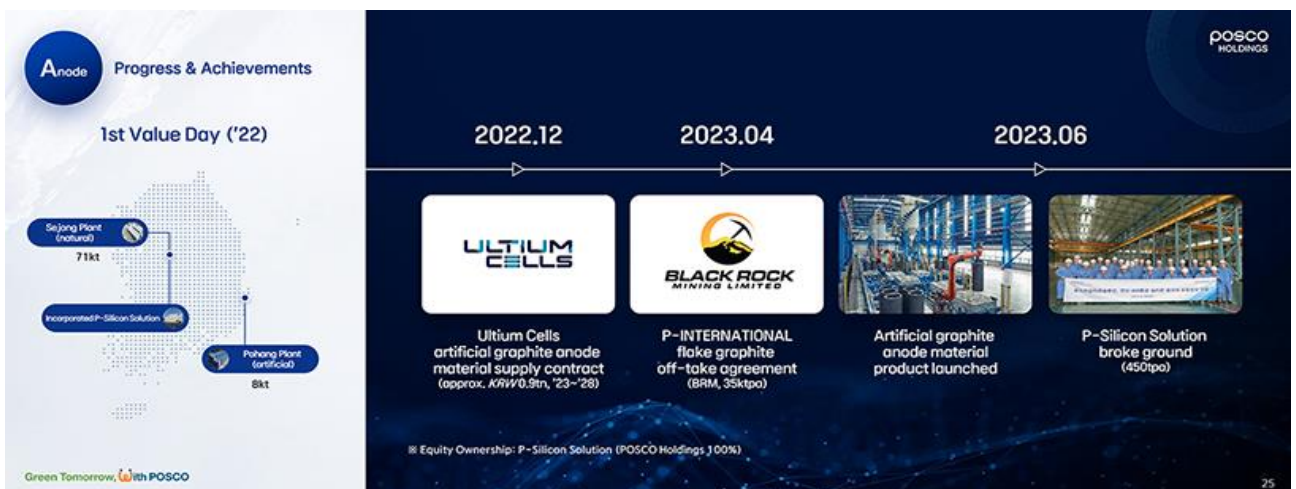 Anode
Progress & Achievements
posco
HOLDINGS
1st Value Day ('22)
Sejong Plant
(natural)
71kt
Incorporated P-Silicon Solution
Pohang Plant
(artificial)
8kt
2022.12
2023.04
2023.06
ULTIUM
CELLS
BLACK ROCK
MINING LIMITED
Ultium Cells
artificial graphite anode
material supply contract
(approx. KRW0.9tn, '23~'28)
P-INTERNATIONAL
flake graphite
off-take agreement
(BRM, 35ktpa)
Artificial graphite
anode material
product launched
P-Silicon Solution
broke ground
(450tpa)
※ Equity Ownership: P-Silicon Solution (POSCO Holdings 100%)
Green Tomorrow, With POSCO
25